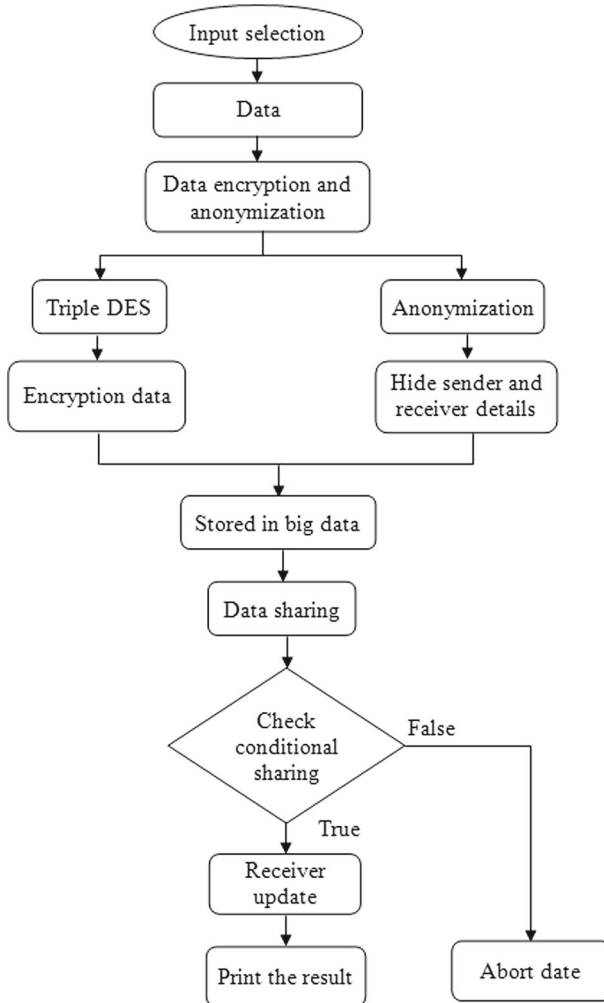 Input selection
Data
Data encryption and
anonymization
Triple DES
Anonymization
Encryption data
Hide sender and
receiver details
Stored in big data
Data sharing
Check
conditional
sharing
False
True
Receiver
update
Print the result
Abort date